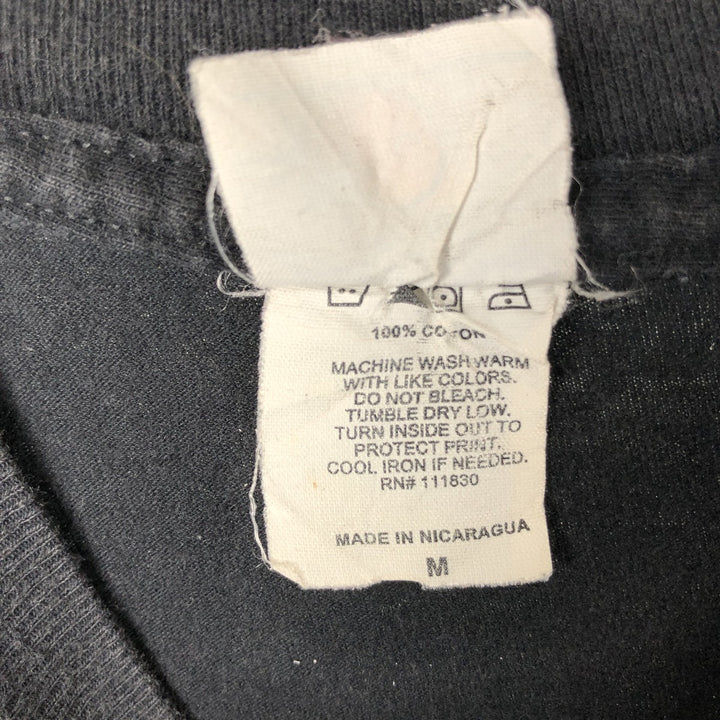 100% COTTON
MACHINE WASH WARM
WITH LIKE COLORS.
DO NOT BLEACH.
TUMBLE DRY LOW.
TURN INSIDE OUT TO
PROTECT PRINT.
COOL IRON IF NEEDED.
RN# 111830
MADE IN NICARAGUA
M